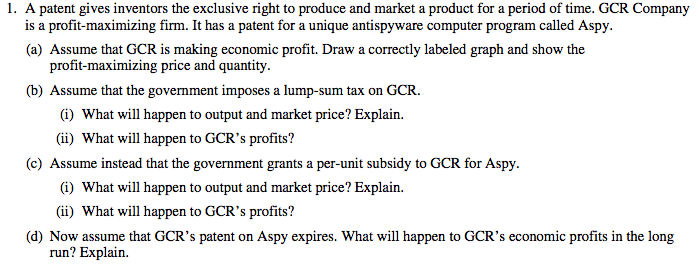 1. A patent gives inventors the exclusive right to produce and market a product for a period of time. GCR Company
is a profit-maximizing firm. It has a patent for a unique antispyware computer program called Aspy.
(a) Assume that GCR is making economic profit. Draw a correctly labeled graph and show the
profit-maximizing price and quantity.
(b) Assume that the government imposes a lump-sum tax on GCR.
(i) What will happen to output and market price? Explain.
(ii) What will happen to GCR's profits?
(c) Assume instead that the government grants a per-unit subsidy to GCR for Aspy.
(i) What will happen to output and market price? Explain.
(ii) What will happen to GCR's profits?
(d) Now assume that GCR's patent on Aspy expires. What will happen to GCR's economic profits in the long
run? Explain.